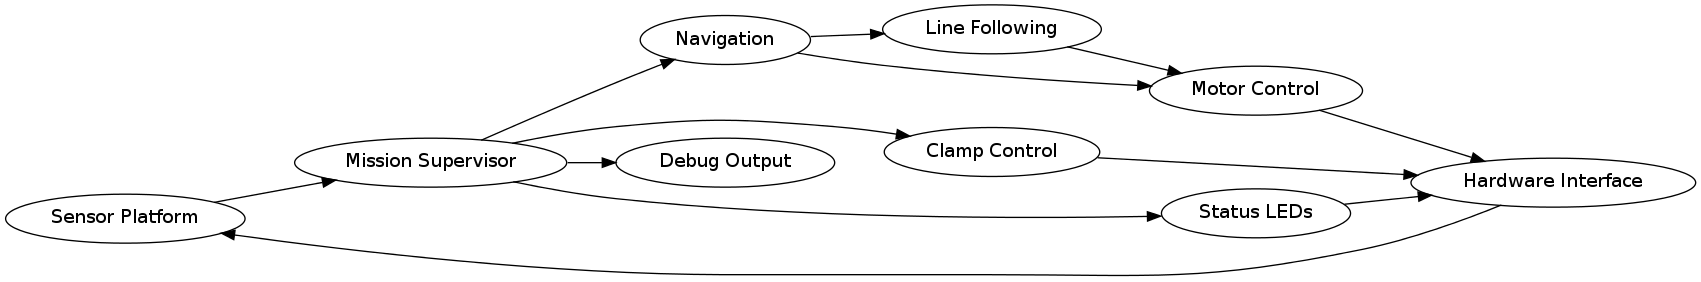 Line Following
Navigation
Motor Control
Clamp Control
Mission Supervisor
Debug Output
Hardware Interface
Status LEDs
Sensor Platform